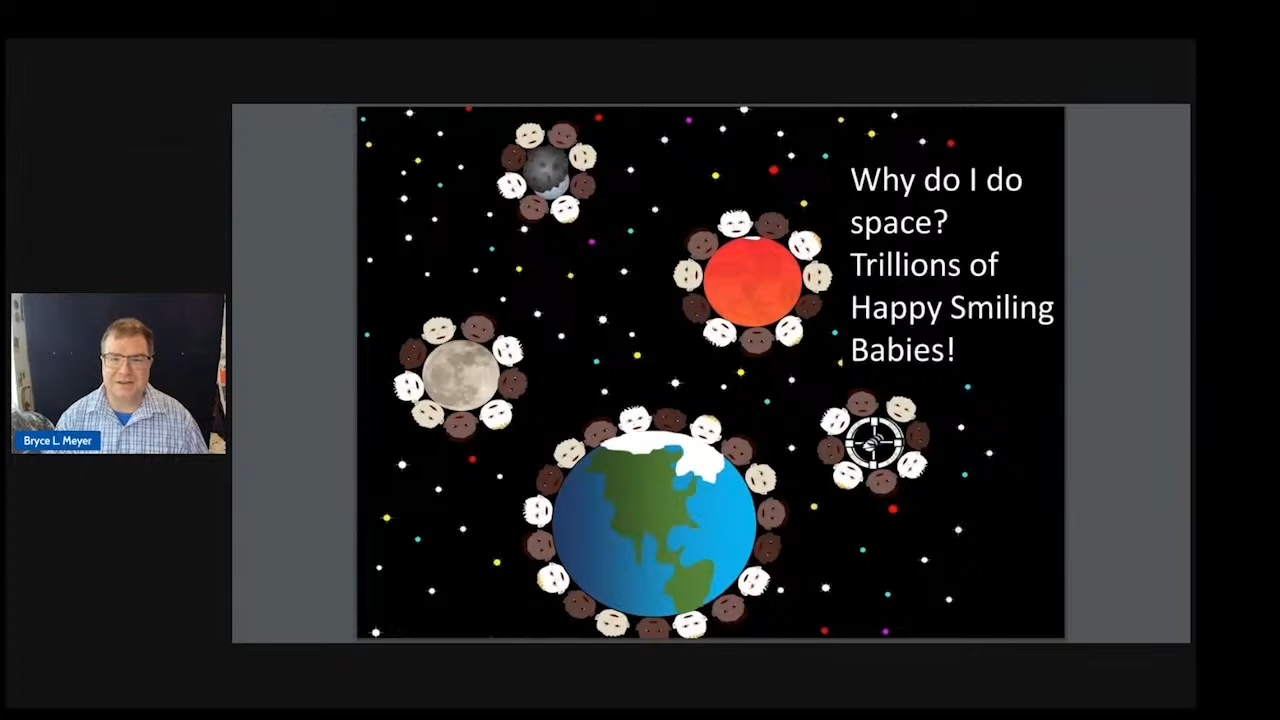 Why do I do
space?
Trillions of
Happy Smiling
Babies!
Bryce L. Meyer